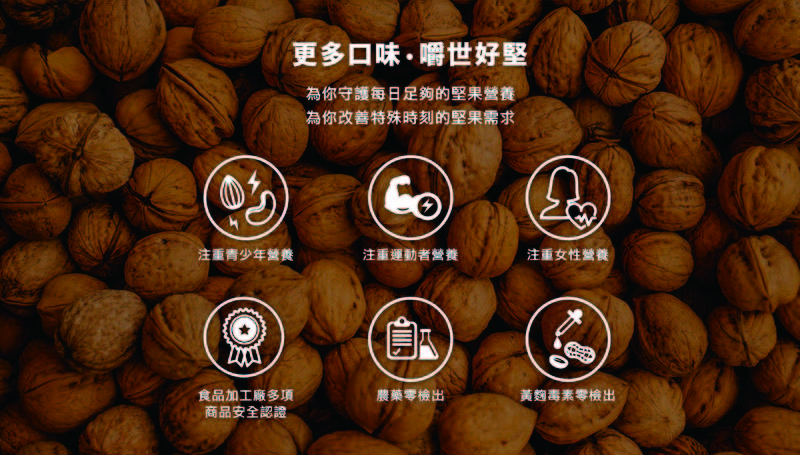 更多口味·嚼世好堅
為你守護每日足夠的堅果營養
為你改善特殊時刻的堅果需求
注重青少年營養
注重運動者營養
注重女性營養
食品加工廠多項
商品安全認證
農藥零檢出
黃麴毒素零檢出